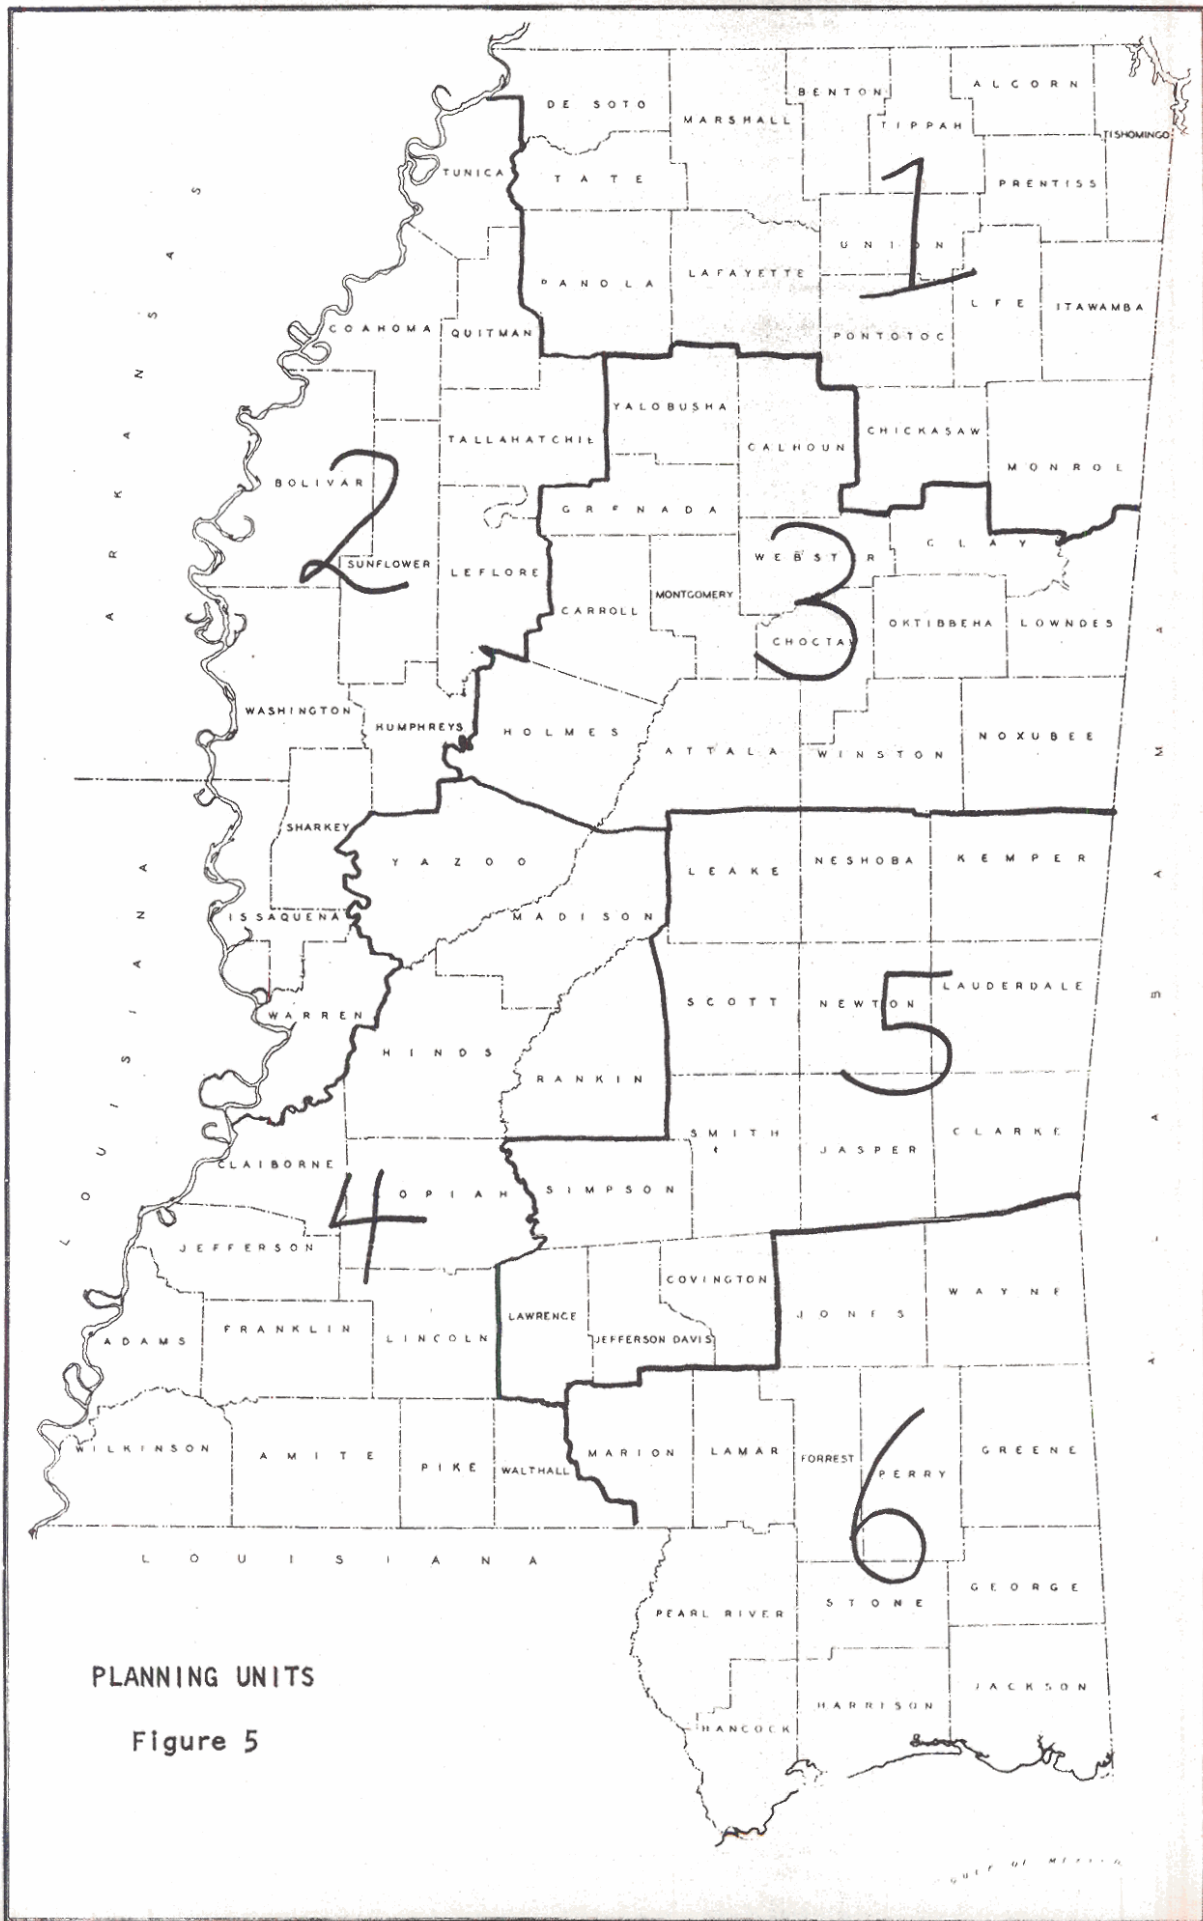 DE SOTO
MARSHALL
BENTON
TIPPAH
ALCORN
TISHOMINGO
TUNICA
TATE
PRENTISS
1
UNION
PANOLA
LAFAYETTE
LEE
ITAWAMBA
PONTOTOC
COAHOMA
QUITMAN
YALOBUSHA
TALLAHATCHIE
CALHOUN
CHICKASAW
MONROE
BOLIVAR
2
GRENADA
SUNFLOWER
LEFLORE
WEBSTER
3
CLAY
MONTGOMERY
CARROLL
CHOCTAW
OKTIBBEHA
LOWNDES
WASHINGTON
HUMPHREYS
HOLMES
ATTALA
WINSTON
NOXUBEE
SHARKEY
YAZOO
LEAKE
NESHOBA
KEMPER
ISSAQUENA
MADISON
SCOTT
NEWTON
5
LAUDERDALE
WARREN
HINDS
RANKIN
SMITH
JASPER
CLARKE
CLAIBORNE
4
COPIAH
SIMPSON
JEFFERSON
COVINGTON
LAWRENCE
JEFFERSON DAVIS
JONES
WAYNE
ADAMS
FRANKLIN
LINCOLN
WILKINSON
AMITE
PIKE
WALTHALL
MARION
LAMAR
FORREST
PERRY
6
GREENE
ARKANSAS
LOUISIANA
ALABAMA
LOUISIANA
STONE
GEORGE
PEARL RIVER
HANCOCK
HARRISON
JACKSON
PLANNING UNITS
Figure 5
GULF OF MEXICO